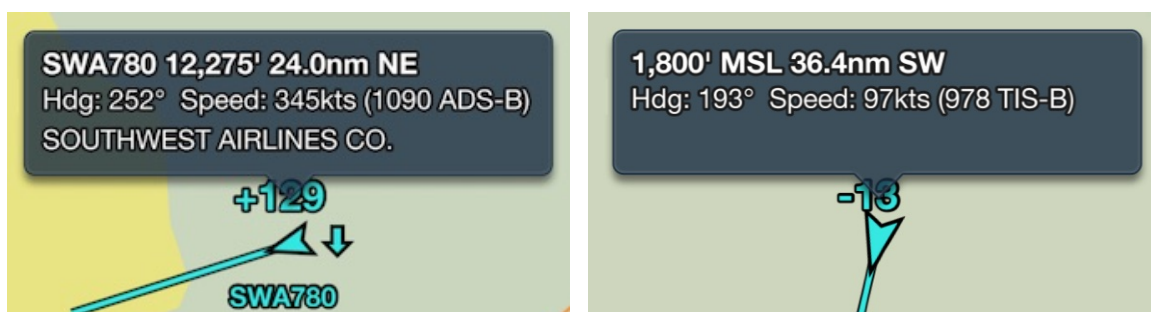 SWA780 12,275' 24.0nm NE
Hdg: 252° Speed: 345kts (1090 ADS-B)
SOUTHWEST AIRLINES CO.
+129
SWA780
1,800' MSL 36.4nm SW
Hdg: 193° Speed: 97kts (978 TIS-B)
-13